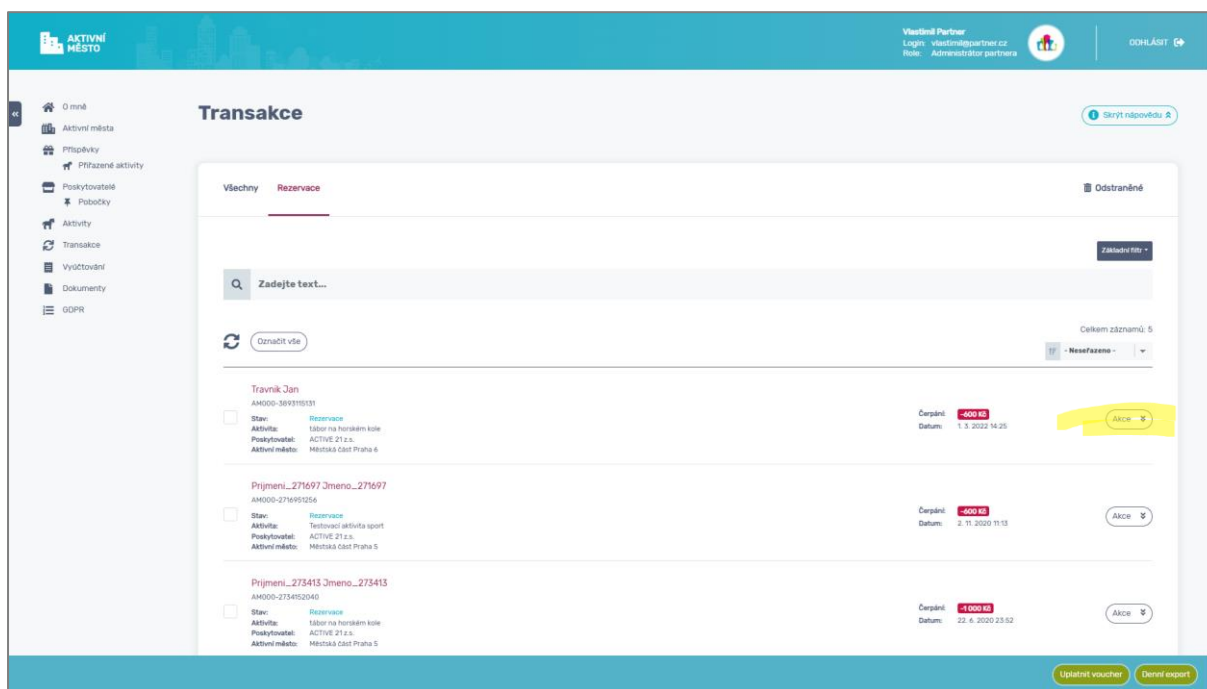 AKTIVNÍ
MĚSTO
Vlastimil Partner
Login: vlastimil@partner.cz
Role: Administrátor partnera
ODHLÁSIT
O mně
Aktivní města
Příspěvky
Přiřazené aktivity
Poskytovatelé
Pobočky
Aktivity
Transakce
Vyúčtování
Dokumenty
GDPR
Transakce
Skrýt nápovědu
Všechny Rezervace
Odstraněné
Základní filtr
Zadejte text...
Označit vše
Celkem záznamů: 5
- Neseřazeno -
Travnik Jan
AM000-3893115131
Stav: Rezervace
Aktivita: tábor na horském kole
Poskytovatel: ACTIVE 21 z.s.
Aktivní město: Městská část Praha 6
Čerpání: -600 Kč
Datum: 1. 3. 2022 14:25
Akce
Prijmeni_271697 Jmeno_271697
AM000-2716951256
Stav: Rezervace
Aktivita: Testovací aktivita sport
Poskytovatel: ACTIVE 21 z.s.
Aktivní město: Městská část Praha 5
Čerpání: -600 Kč
Datum: 2. 11. 2020 11:13
Akce
Prijmeni_273413 Jmeno_273413
AM000-2734152040
Stav: Rezervace
Aktivita: tábor na horském kole
Poskytovatel: ACTIVE 21 z.s.
Aktivní město: Městská část Praha 5
Čerpání: -1 000 Kč
Datum: 22. 6. 2020 23:52
Akce
Uplatnit voucher
Denní export